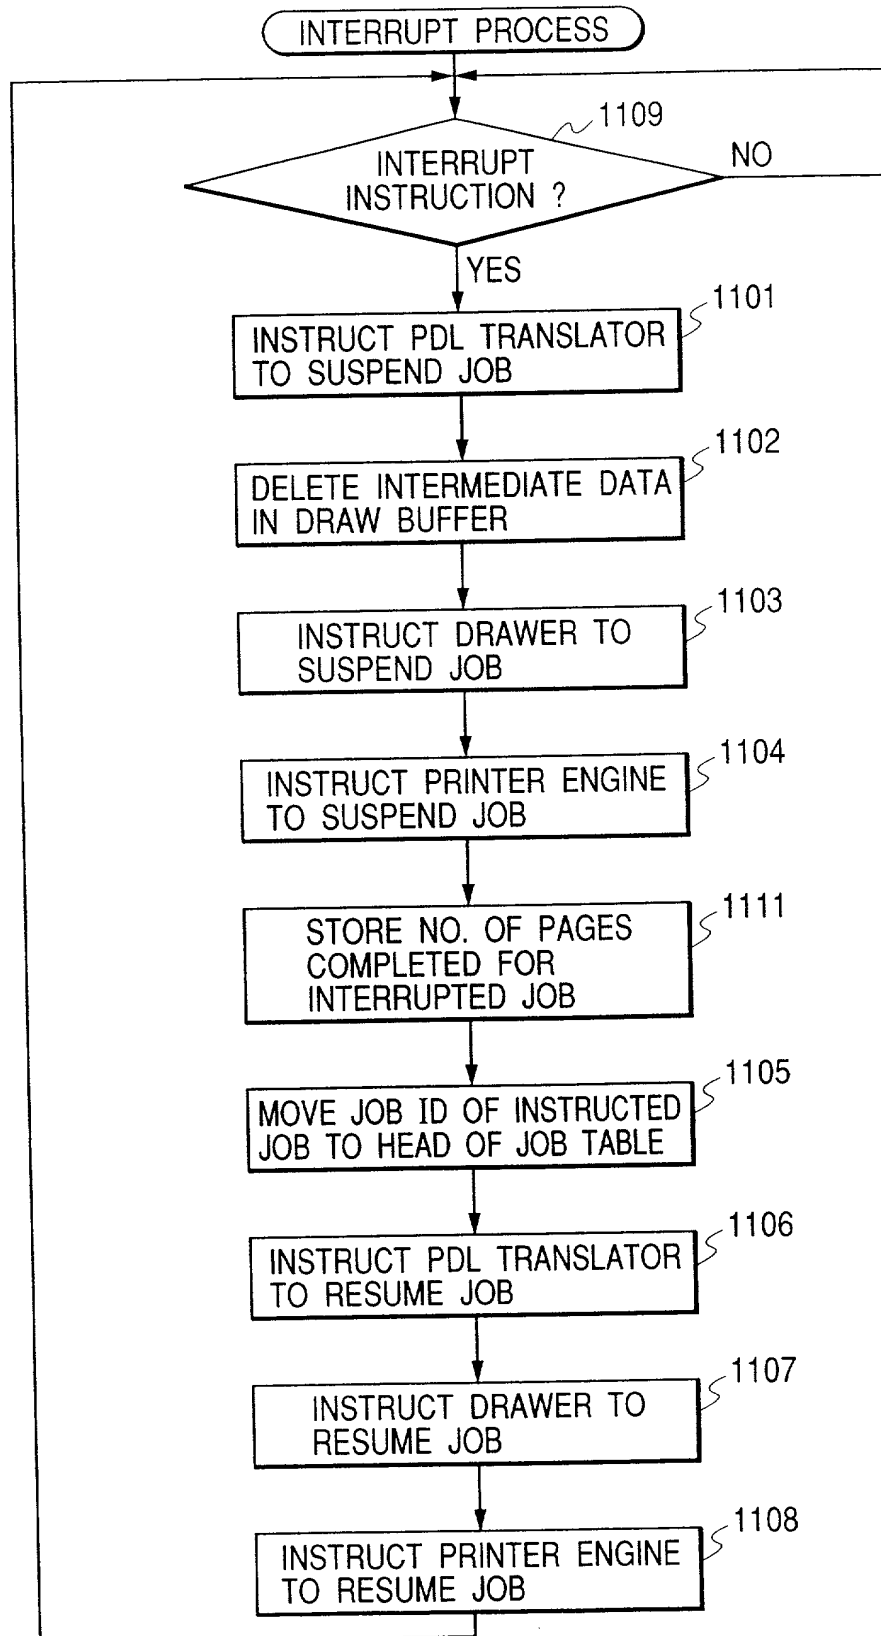 INTERRUPT PROCESS
1109
INTERRUPT
INSTRUCTION ?
NO
YES
1101
INSTRUCT PDL TRANSLATOR
TO SUSPEND JOB
1102
DELETE INTERMEDIATE DATA
IN DRAW BUFFER
1103
INSTRUCT DRAWER TO
SUSPEND JOB
1104
INSTRUCT PRINTER ENGINE
TO SUSPEND JOB
1111
STORE NO. OF PAGES
COMPLETED FOR
INTERRUPTED JOB
1105
MOVE JOB ID OF INSTRUCTED
JOB TO HEAD OF JOB TABLE
1106
INSTRUCT PDL TRANSLATOR
TO RESUME JOB
1107
INSTRUCT DRAWER TO
RESUME JOB
1108
INSTRUCT PRINTER ENGINE
TO RESUME JOB